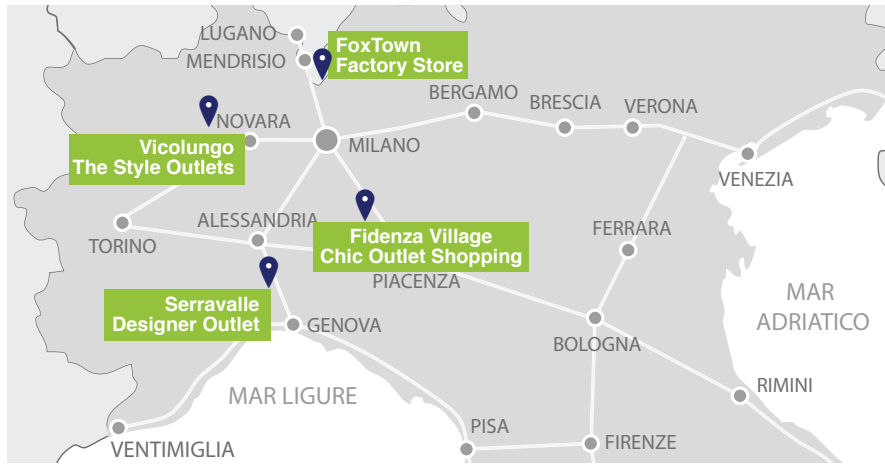 LUGANO
MENDRISIO
FoxTown
Factory Store
BERGAMO
BRESCIA
VERONA
NOVARA
MILANO
Vicolungo
The Style Outlets
VENEZIA
ALESSANDRIA
TORINO
Fidenza Village
Chic Outlet Shopping
FERRARA
PIACENZA
Serravalle
Designer Outlet
GENOVA
MAR
ADRIATICO
BOLOGNA
MAR LIGURE
RIMINI
PISA
VENTIMIGLIA
FIRENZE